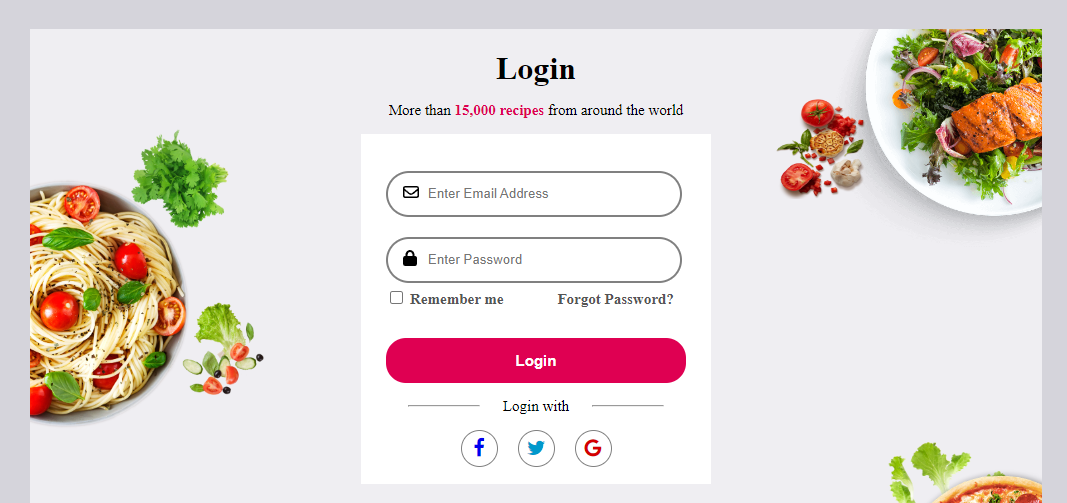 Login
More than 15,000 recipes from around the world
Enter Email Address
Enter Password
Remember me Forgot Password?
Login
Login with